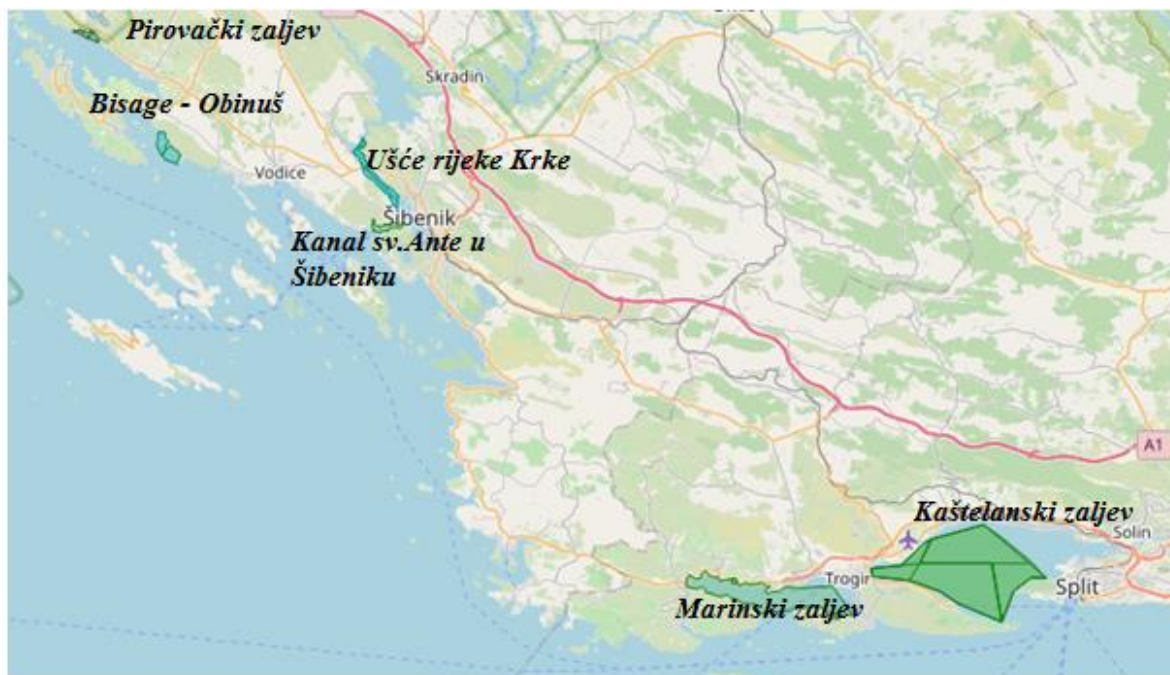 Pirovački zaljev
Skradin
Bisage - Obinuš
Ušće rijeke Krke
Vodice
Šibenik
Kanal sv.Ante u
Šibeniku
A1
Kaštelanski zaljev
Solin
Trogir
Split
Marinski zaljev